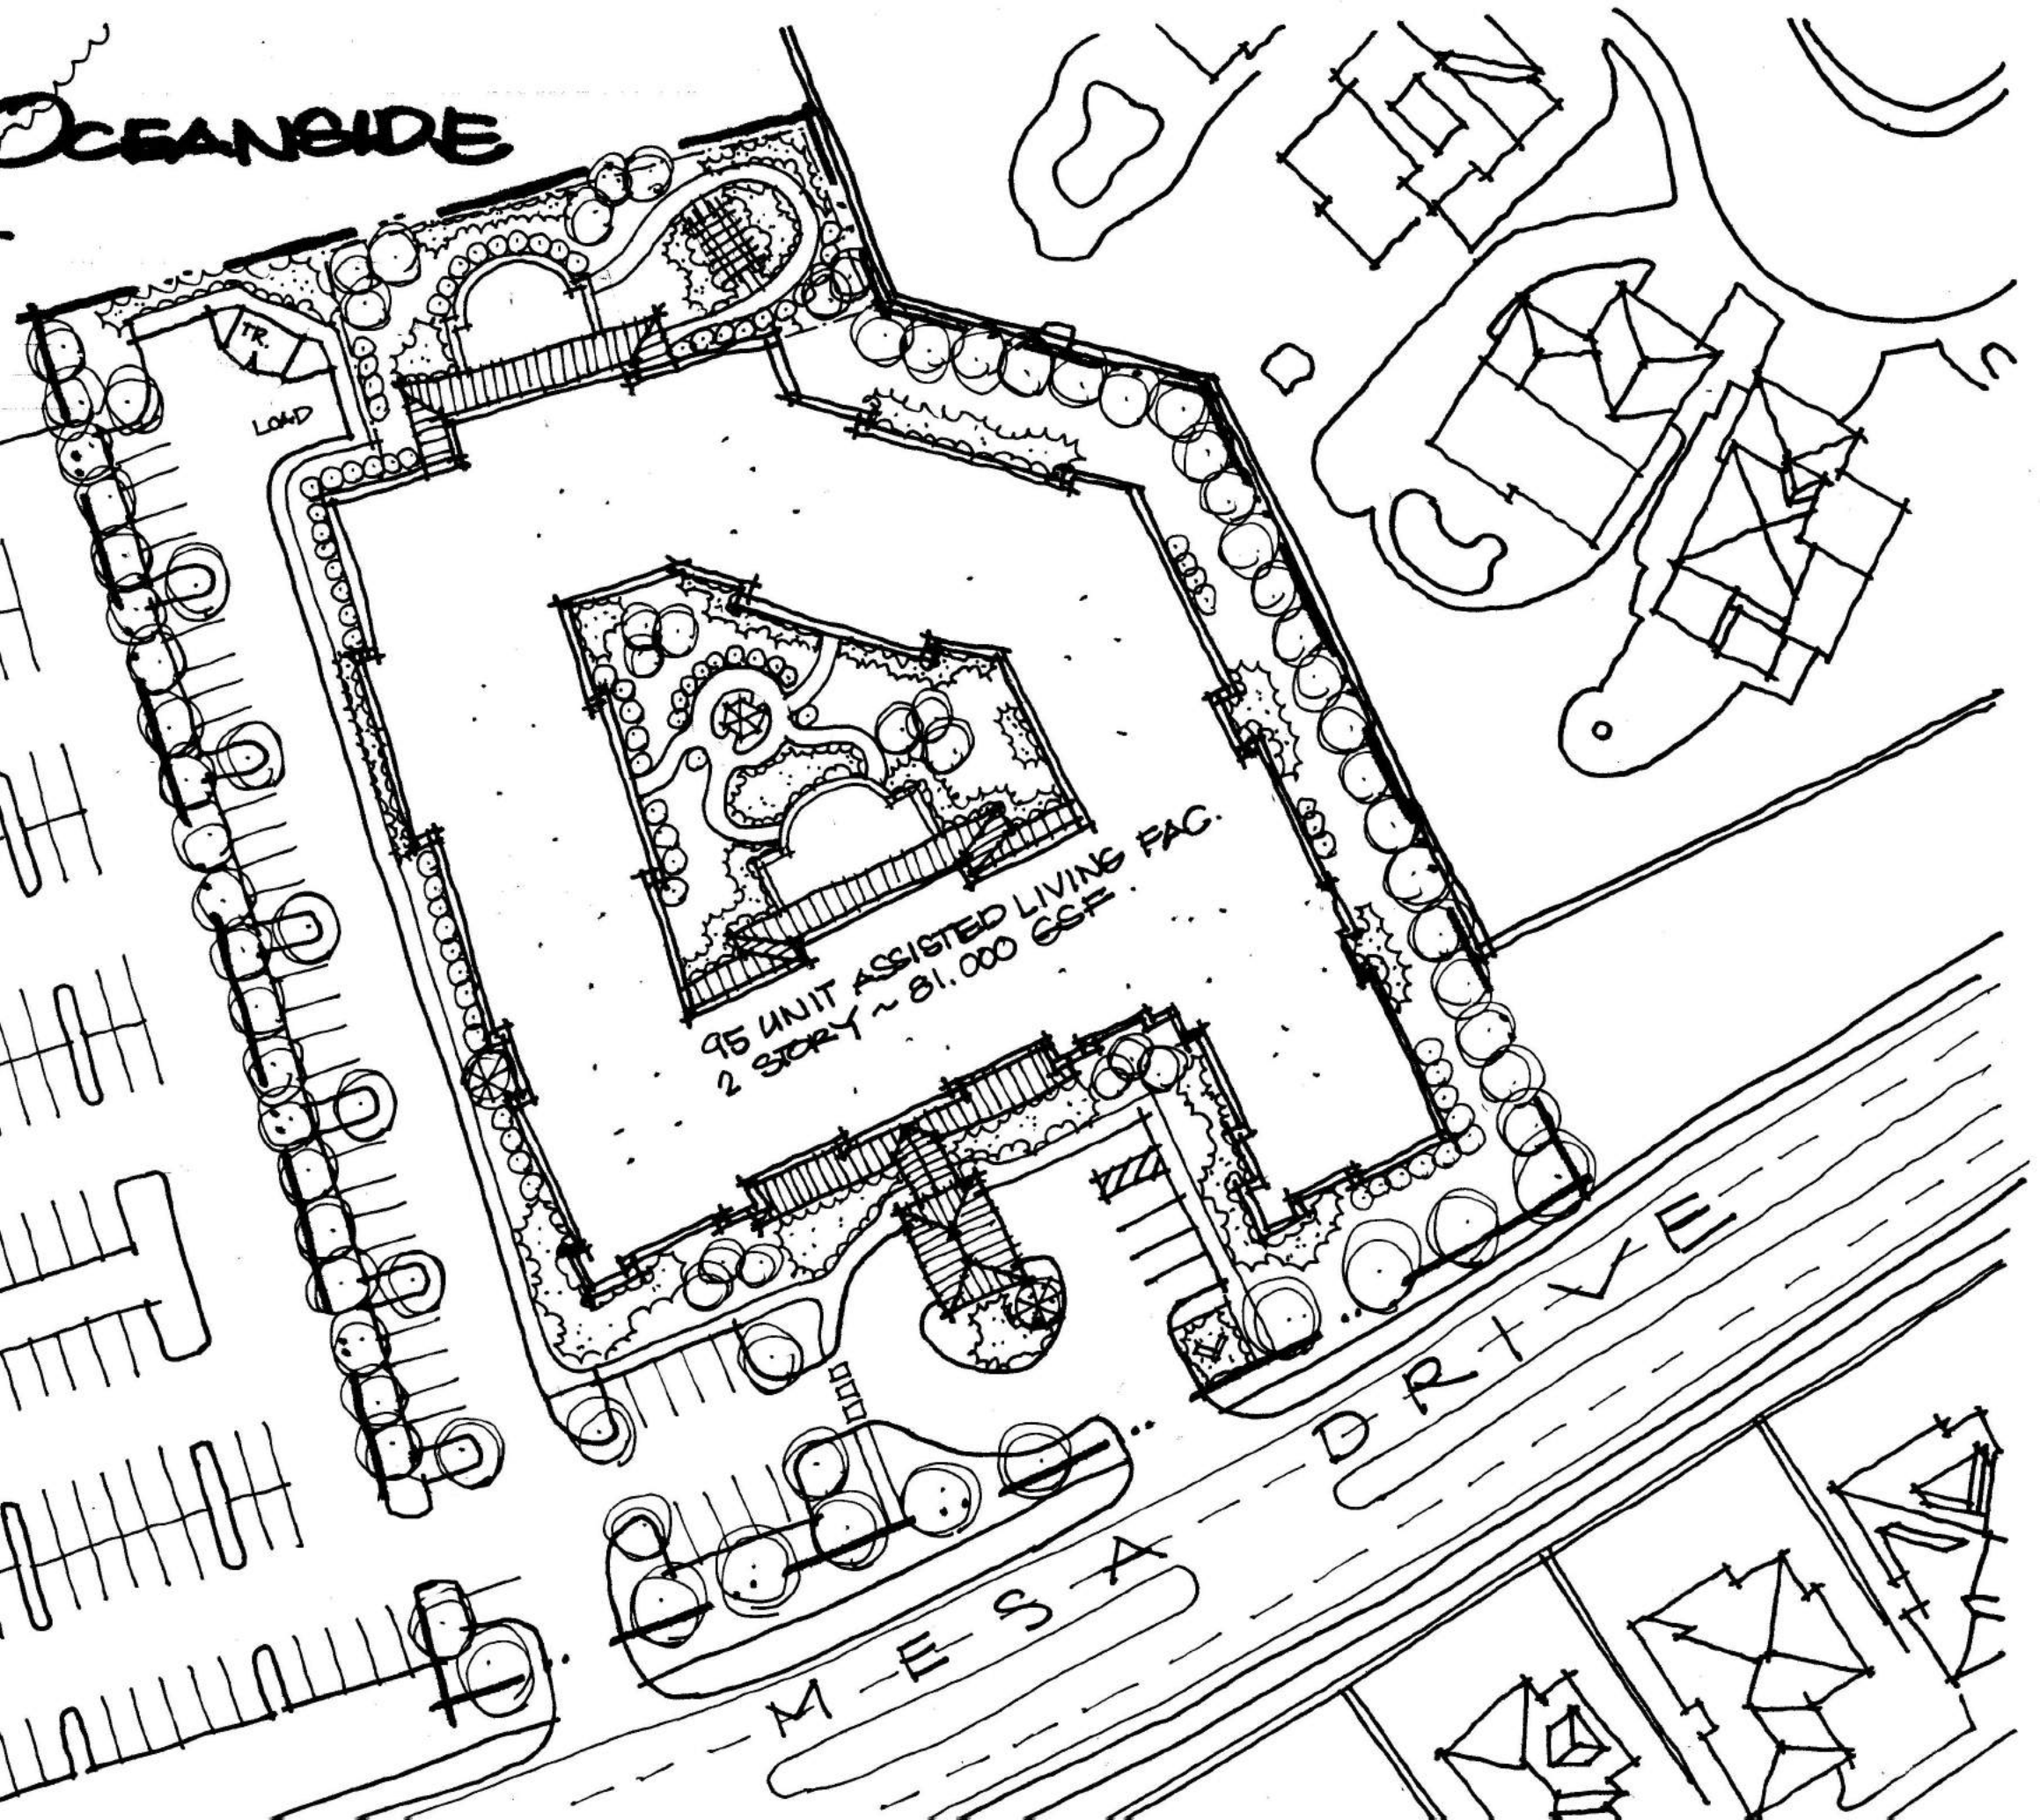 OCEANSIDE
TR.
LOAD
95 UNIT ASSISTED LIVING FAC.
2 STORY ~ 81.000 GSF.
MESA DRIVE